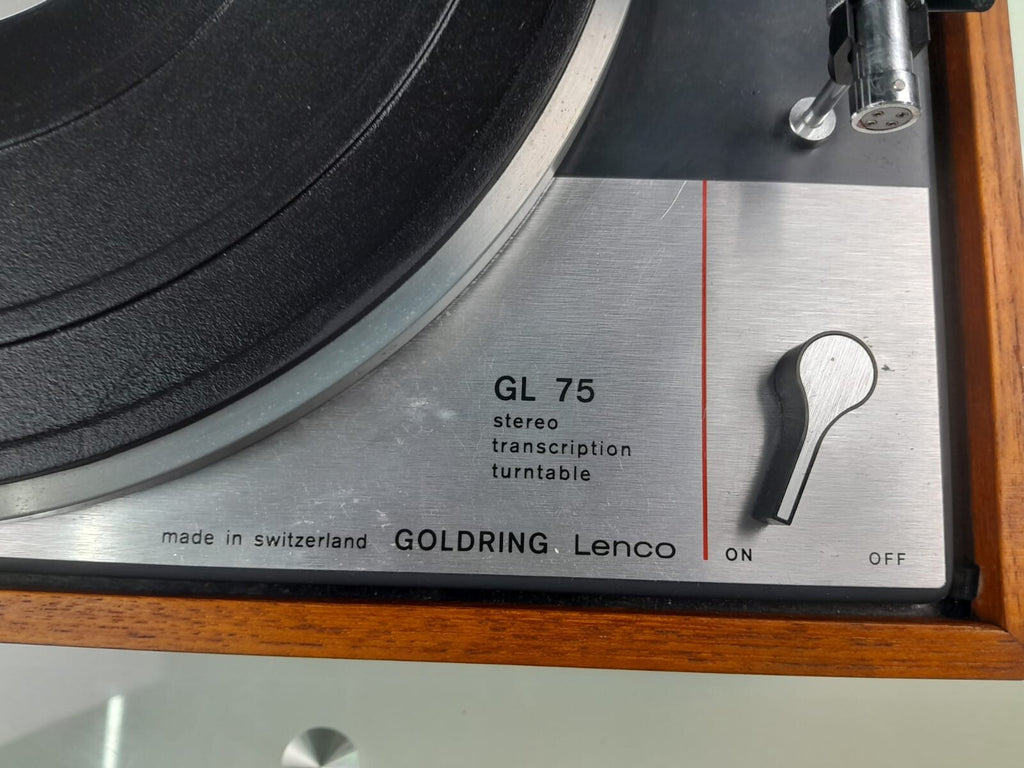 GL 75
stereo
transcription
turntable
made in switzerland GOLDRING Lenco
ON OFF